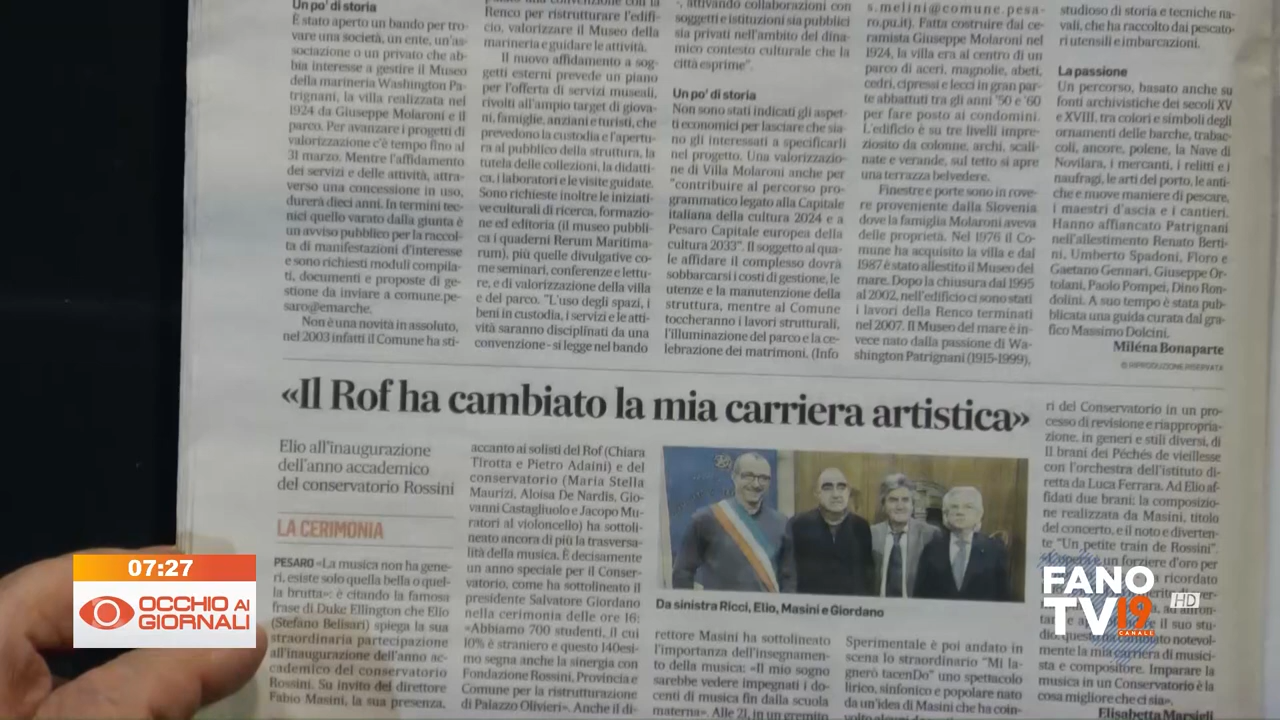 Un po' di storia
È stato aperto un bando per tro-
vare una società, un ente, un'as-
sociazione o un privato che ab-
bia interesse a gestire il Museo
della marineria Washington Pa-
trignani, la villa realizzata nel
1924 da Giuseppe Molaroni e il
parco. Per avanzare i progetti di
valorizzazione c'è tempo fino al
31 marzo. Mentre l'affidamento
dei servizi e delle attività, attra-
verso una concessione in uso,
durerà dieci anni. In termini tec-
nici quello varato dalla giunta è
un avviso pubblico per la raccol-
ta di manifestazioni d'interesse
e sono richiesti moduli compila-
ti, documenti e proposte di ge-
stione da inviare a comune.pe-
saro@emarche.
Non è una novità in assoluto,
nel 2003 infatti il Comune ha sti-
Renco per ristrutturare l'edifi-
cio, valorizzare il Museo della
marineria e guidare le attività.
Il nuovo affidamento a sog-
getti esterni prevede un piano
per l'offerta di servizi museali,
rivolti all'ampio target di giova-
ni, famiglie, anziani e turisti, che
prevedono la custodia e l'apertu-
ra al pubblico della struttura, la
tutela delle collezioni, la didatti-
ca, i laboratori e le visite guidate.
Sono richieste inoltre le iniziati-
ve culturali di ricerca, formazio-
ne ed editoria (il museo pubbli-
ca i quaderni Rerum Maritima-
rum), più quelle divulgative co-
me seminari, conferenze e lettu-
re, e di valorizzazione della villa
e del parco. "L'uso degli spazi, i
beni in custodia, i servizi e le atti-
vità saranno disciplinati da una
convenzione - si legge nel bando
-, attivando collaborazioni con
soggetti e istituzioni sia pubblici
sia privati nell'ambito del dina-
mico contesto culturale che la
città esprime".
Un po' di storia
Non sono stati indicati gli aspet-
ti economici per lasciare che sia-
no gli interessati a specificarli
nel progetto. Una valorizzazio-
ne di Villa Molaroni anche per
"contribuire al percorso pro-
grammatico legato alla Capitale
italiana della cultura 2024 e a
Pesaro Capitale europea della
cultura 2033". Il soggetto al qua-
le affidare il complesso dovrà
sobbarcarsi i costi di gestione, le
utenze e la manutenzione della
struttura, mentre al Comune
toccheranno i lavori strutturali,
l'illuminazione del parco e la ce-
lebrazione dei matrimoni. (Info
s.melini@comune.pesa-
ro.pu.it). Fatta costruire dal ce-
ramista Giuseppe Molaroni nel
1924, la villa era al centro di un
parco di aceri, magnolie, abeti,
cedri, cipressi e lecci in gran par-
te abbattuti tra gli anni '50 e '60
per fare posto ai condomini.
L'edificio è su tre livelli impre-
ziosito da colonne, archi, scali-
nate e verande, sul tetto si apre
una terrazza belvedere.
Finestre e porte sono in rove-
re proveniente dalla Slovenia
dove la famiglia Molaroni aveva
delle proprietà. Nel 1976 il Co-
mune ha acquisito la villa e dal
1987 è stato allestito il Museo del
mare. Dopo la chiusura dal 1995
al 2002, nell'edificio ci sono stati
i lavori della Renco terminati
nel 2007. Il Museo del mare è in-
vece nato dalla passione di Wa-
shington Patrignani (1915-1999),
studioso di storia e tecniche na-
vali, che ha raccolto dai pescato-
ri utensili e imbarcazioni.
La passione
Un percorso, basato anche su
fonti archivistiche dei secoli XV
e XVIII, tra colori e simboli degli
ornamenti delle barche, trabac-
coli, ancore, polene, la Nave di
Novilara, i mercanti, i relitti e i
naufragi, le arti del porto, le anti-
che e nuove maniere di pescare,
i maestri d'ascia e i cantieri.
Hanno affiancato Patrignani
nell'allestimento Renato Berti-
ni, Umberto Spadoni, Floro e
Gaetano Gennari, Giuseppe Or-
tolani, Paolo Pompei, Dino Ron-
dolini. A suo tempo è stata pub-
blicata una guida curata dal gra-
fico Massimo Dolcini.
Miléna Bonaparte
© RIPRODUZIONE RISERVATA
«Il Rof ha cambiato la mia carriera artistica»
Elio all'inaugurazione
dell'anno accademico
del conservatorio Rossini
LA CERIMONIA
PESARO «La musica non ha gene-
ri, esiste solo quella bella o quel-
la brutta»: è citando la famosa
frase di Duke Ellington che Elio
(Stefano Belisari) spiega la sua
straordinaria partecipazione
all'inaugurazione dell'anno ac-
cademico del conservatorio
Rossini. Su invito del direttore
Fabio Masini, la sua presenza,
accanto ai solisti del Rof (Chiara
Tirotta e Pietro Adaini) e del
conservatorio (Maria Stella
Maurizi, Aloisa De Nardis, Gio-
vanni Castagliuolo e Jacopo Mu-
ratori al violoncello) ha sottoli-
neato ancora di più la trasversa-
lità della musica. È decisamente
un anno speciale per il Conser-
vatorio, come ha sottolineato il
presidente Salvatore Giordano
nella cerimonia delle ore 16:
«Abbiamo 700 studenti, il cui
10% è straniero e questo 140esi-
mo segna anche la sinergia con
Fondazione Rossini, Provincia e
Comune per la ristrutturazione
di Palazzo Olivieri». Anche il di-
Da sinistra Ricci, Elio, Masini e Giordano
rettore Masini ha sottolineato
l'importanza dell'insegnamen-
to della musica: «Il mio sogno
sarebbe vedere impegnati i do-
centi di musica fin dalla scuola
materna». Alle 21, in un gremito
Sperimentale è poi andato in
scena lo straordinario "Mi la-
gnerò tacenDo" uno spettacolo
lirico, sinfonico e popolare nato
da un'idea di Masini che ha coin-
ri del Conservatorio in un pro-
cesso di revisione e riappropria-
zione, in generi e stili diversi, di
11 brani dei Péchés de vieillesse
con l'orchestra dell'istituto di-
retta da Luca Ferrara. Ad Elio af-
fidati due brani: la composizio-
ne realizzata da Masini, titolo
del concerto, e il noto e diverten-
te "Un petite train de Rossini".
forniere d'oro per
ricordato
il suo stu-
notevol-
mente la mia carriera di musici-
sta e compositore. Imparare la
musica in un Conservatorio è la
cosa migliore che ci sia».
Elisabetta Marsigli
07:27
OCCHIO AI
GIORNALI
FANO
TV19
CANALE
HD